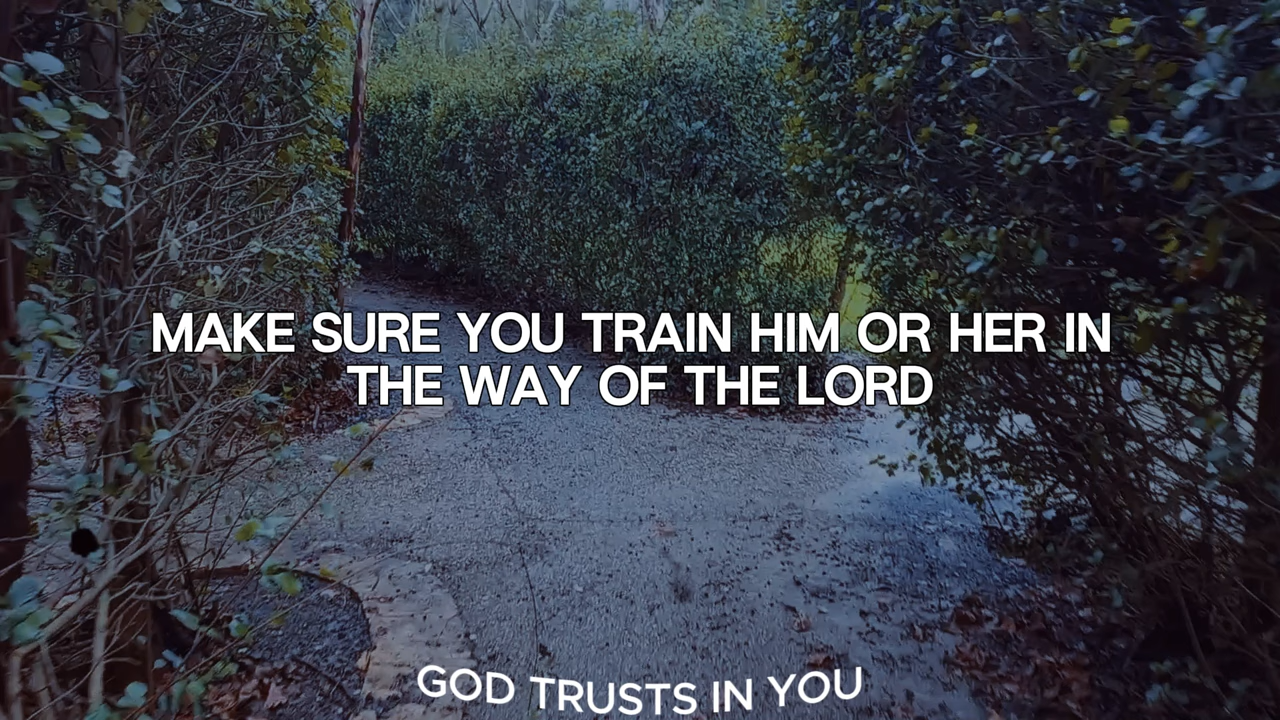 MAKE SURE YOU TRAIN HIM OR HER IN
THE WAY OF THE LORD
GOD TRUSTS IN YOU